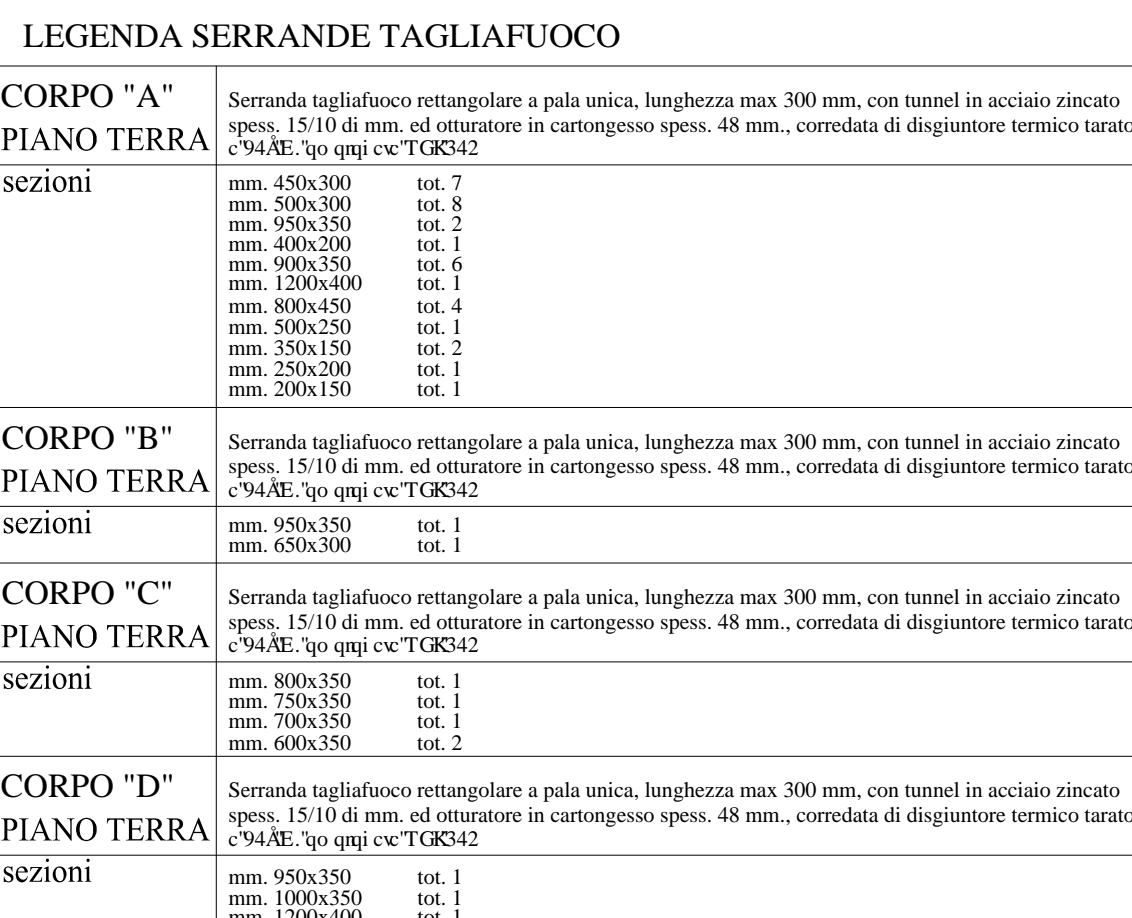 LEGENDA SERRANDE TAGLIAFUOCO
CORPO "A"
PIANO TERRA
Serranda tagliafuoco rettangolare a pala unica, lunghezza max 300 mm, con tunnel in acciaio zincato
spess. 15/10 di mm. ed otturatore in cartongesso spess. 48 mm., corredata di disgiuntore termico tarato
sezioni
mm. 450x300 tot. 7
mm. 500x300 tot. 8
mm. 950x350 tot. 2
mm. 400x200 tot. 1
mm. 900x350 tot. 6
mm. 1200x400 tot. 1
mm. 800x450 tot. 4
mm. 500x250 tot. 1
mm. 350x150 tot. 2
mm. 250x200 tot. 1
mm. 200x150 tot. 1
CORPO "B"
PIANO TERRA
Serranda tagliafuoco rettangolare a pala unica, lunghezza max 300 mm, con tunnel in acciaio zincato
spess. 15/10 di mm. ed otturatore in cartongesso spess. 48 mm., corredata di disgiuntore termico tarato
sezioni
mm. 950x350 tot. 1
mm. 650x300 tot. 1
CORPO "C"
PIANO TERRA
Serranda tagliafuoco rettangolare a pala unica, lunghezza max 300 mm, con tunnel in acciaio zincato
spess. 15/10 di mm. ed otturatore in cartongesso spess. 48 mm., corredata di disgiuntore termico tarato
sezioni
mm. 800x350 tot. 1
mm. 750x350 tot. 1
mm. 700x350 tot. 1
mm. 600x350 tot. 2
CORPO "D"
PIANO TERRA
Serranda tagliafuoco rettangolare a pala unica, lunghezza max 300 mm, con tunnel in acciaio zincato
spess. 15/10 di mm. ed otturatore in cartongesso spess. 48 mm., corredata di disgiuntore termico tarato
sezioni
mm. 950x350 tot. 1
mm. 1000x350 tot. 1
mm. 1200x400 tot. 1